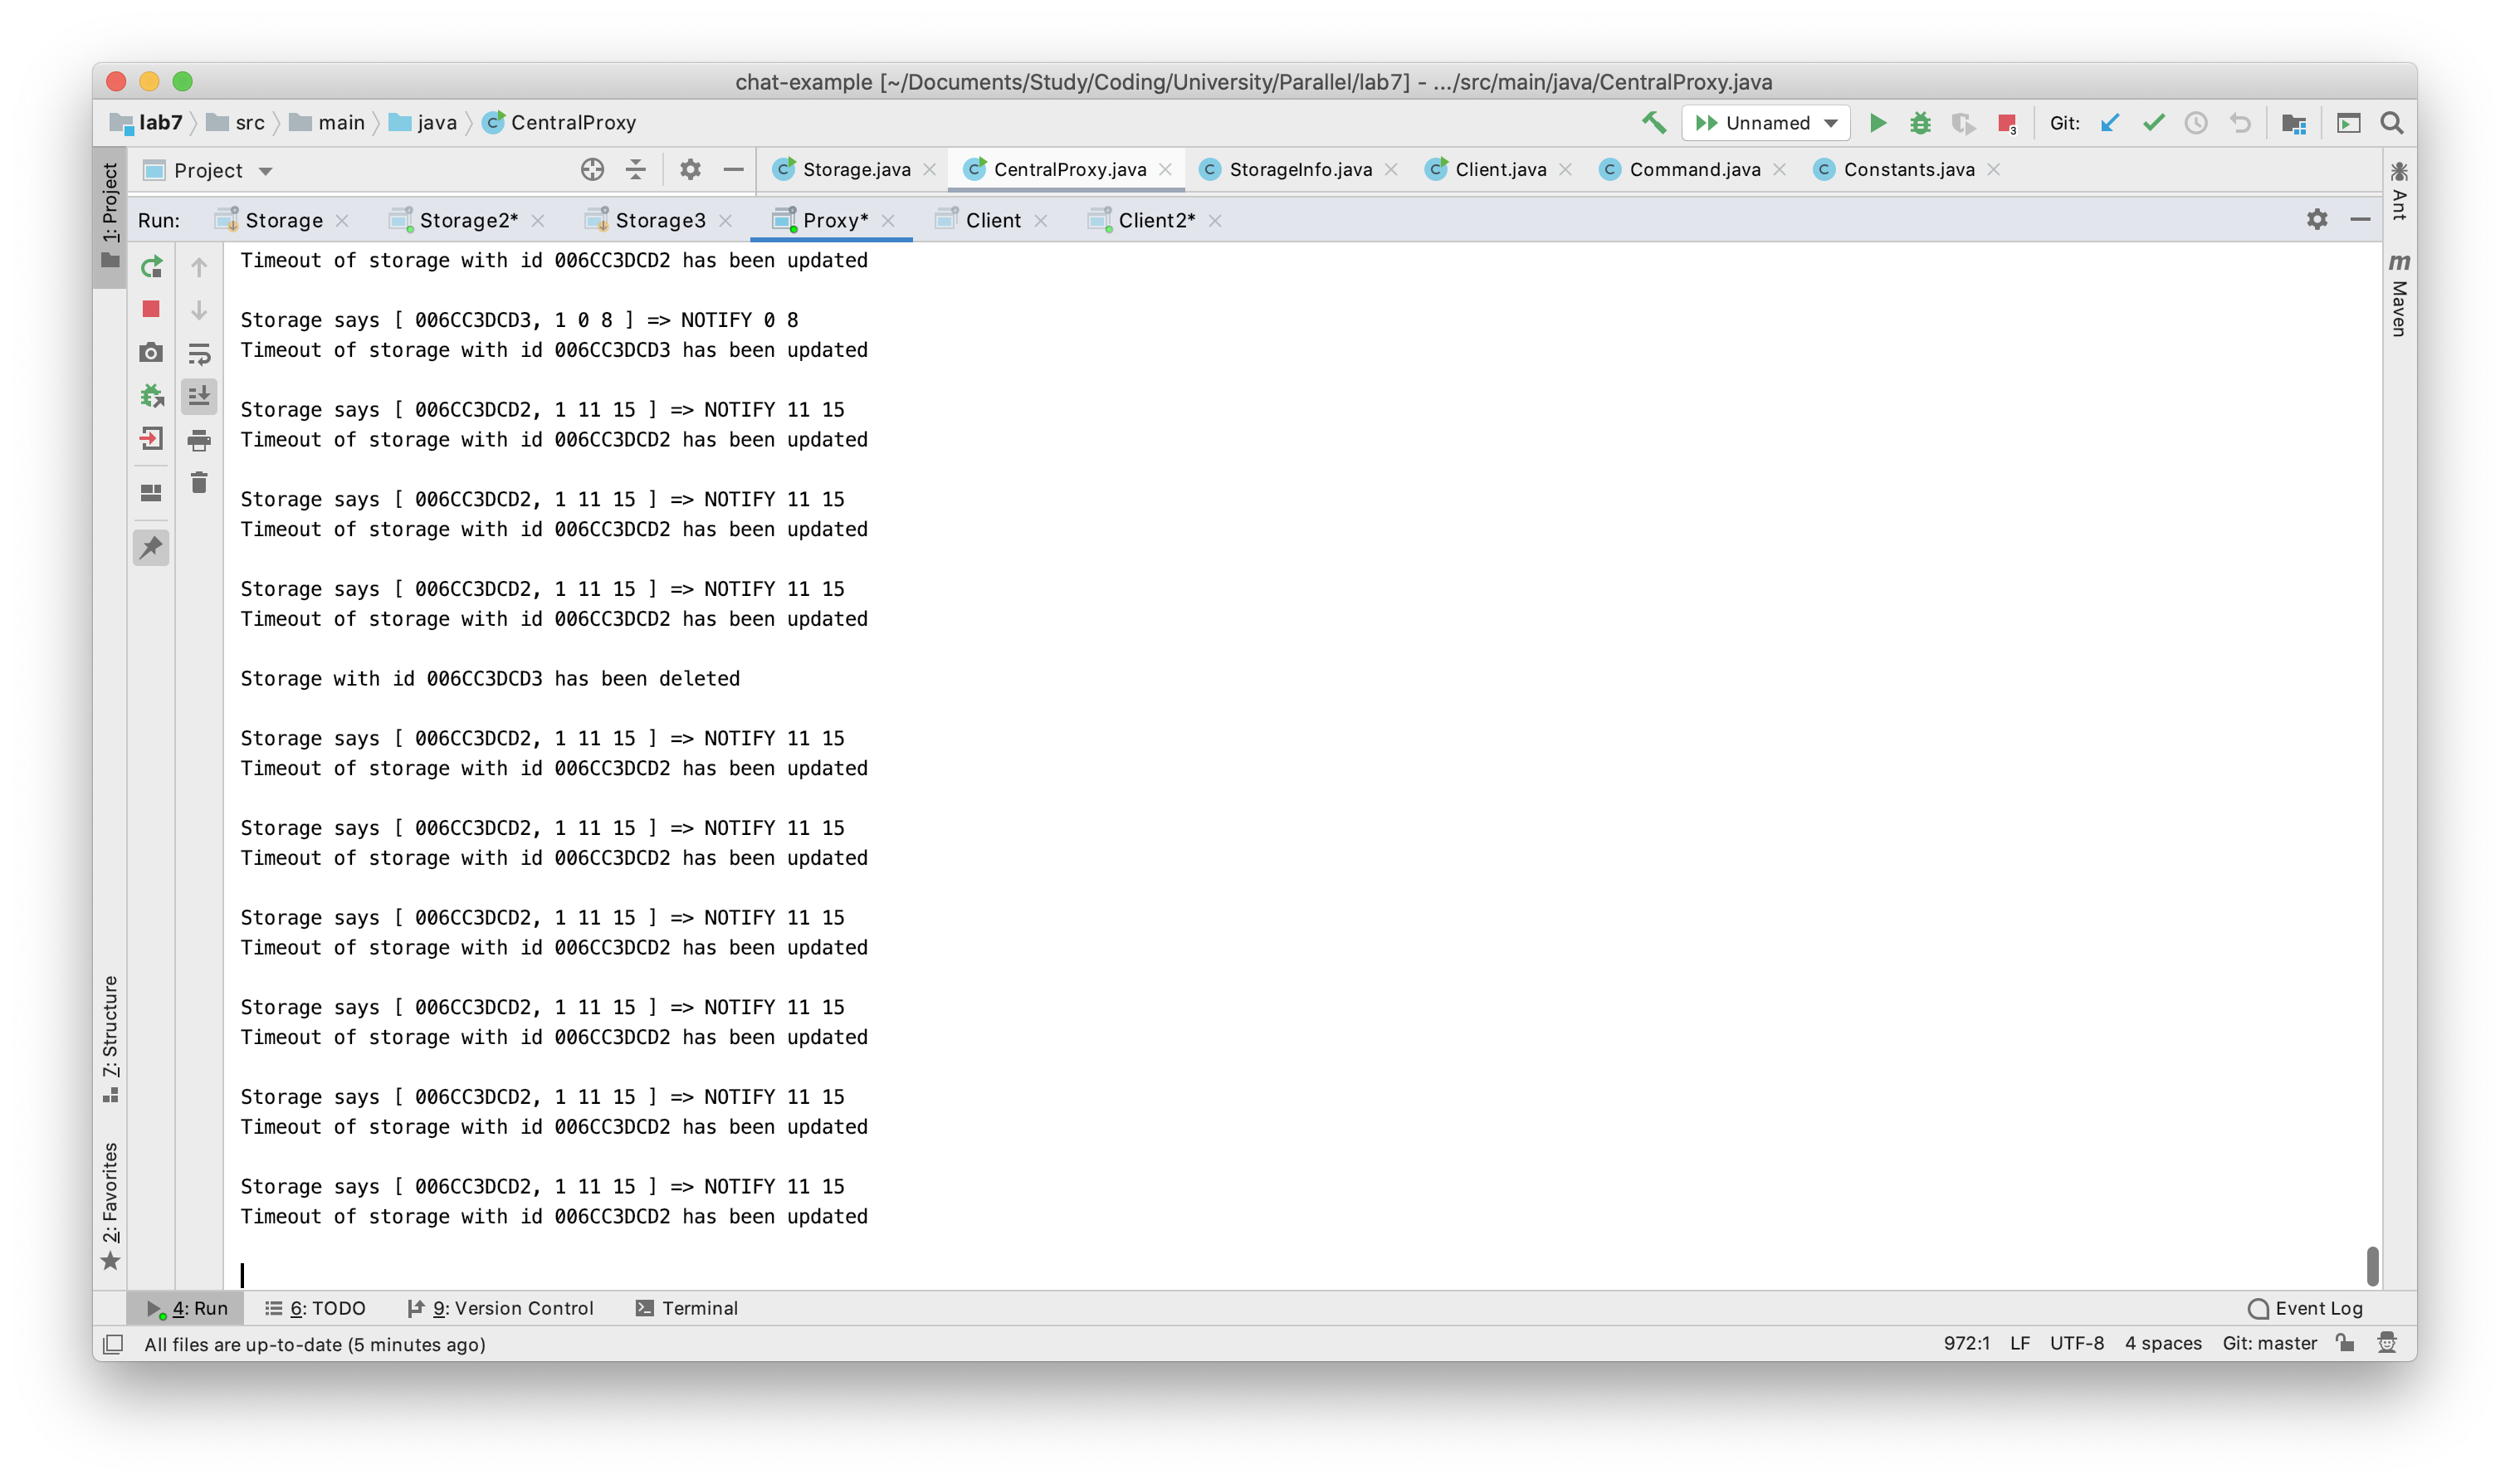 chat-example [~/Documents/Study/Coding/University/Parallel/lab7] - .../src/main/java/CentralProxy.java
lab7 src main java CentralProxy Unnamed 3 Git:
1: Project Project Storage.java CentralProxy.java StorageInfo.java Client.java Command.java Constants.java Ant
Run: Storage Storage2* Storage3 Proxy* Client Client2*
Maven
Timeout of storage with id 006CC3DCD2 has been updated
Storage says [ 006CC3DCD3, 1 0 8 ] => NOTIFY 0 8
Timeout of storage with id 006CC3DCD3 has been updated
Storage says [ 006CC3DCD2, 1 11 15 ] => NOTIFY 11 15
Timeout of storage with id 006CC3DCD2 has been updated
Storage says [ 006CC3DCD2, 1 11 15 ] => NOTIFY 11 15
Timeout of storage with id 006CC3DCD2 has been updated
Storage says [ 006CC3DCD2, 1 11 15 ] => NOTIFY 11 15
Timeout of storage with id 006CC3DCD2 has been updated
Storage with id 006CC3DCD3 has been deleted
Storage says [ 006CC3DCD2, 1 11 15 ] => NOTIFY 11 15
Timeout of storage with id 006CC3DCD2 has been updated
Storage says [ 006CC3DCD2, 1 11 15 ] => NOTIFY 11 15
Timeout of storage with id 006CC3DCD2 has been updated
Storage says [ 006CC3DCD2, 1 11 15 ] => NOTIFY 11 15
Timeout of storage with id 006CC3DCD2 has been updated
Storage says [ 006CC3DCD2, 1 11 15 ] => NOTIFY 11 15
Timeout of storage with id 006CC3DCD2 has been updated
Storage says [ 006CC3DCD2, 1 11 15 ] => NOTIFY 11 15
Timeout of storage with id 006CC3DCD2 has been updated
Storage says [ 006CC3DCD2, 1 11 15 ] => NOTIFY 11 15
Timeout of storage with id 006CC3DCD2 has been updated
7: Structure
2: Favorites
4: Run 6: TODO 9: Version Control Terminal Event Log
All files are up-to-date (5 minutes ago) 972:1 LF UTF-8 4 spaces Git: master